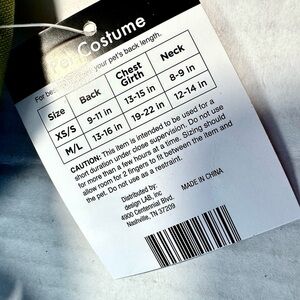 Pet Costume
For be your pet's back length.
Size Back Chest Girth Neck
XS/S 9-11 in 13-15 in 8-9 in
M/L 13-16 in 19-22 in 12-14 in
CAUTION: This item is intended to be used for a
short duration under close supervision. Do not use
for more than a few hours at a time. Sizing should
allow room for 2 fingers to fit between the item and
the pet. Do not use as a restraint.
Distributed by:
design LAB, inc
4900 Centennial Blvd.
Nashville, TN 37209
MADE IN CHINA